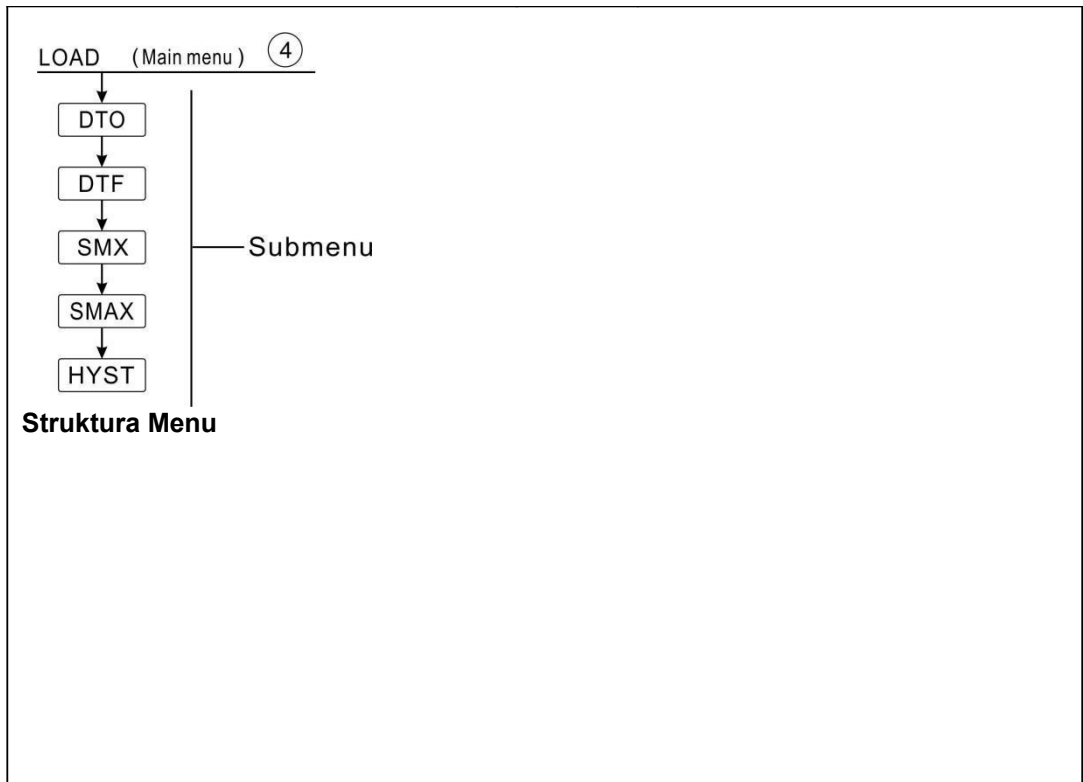 LOAD (Main menu) 4
DTO
DTF
SMX
Submenu
SMAX
HYST
Struktura Menu